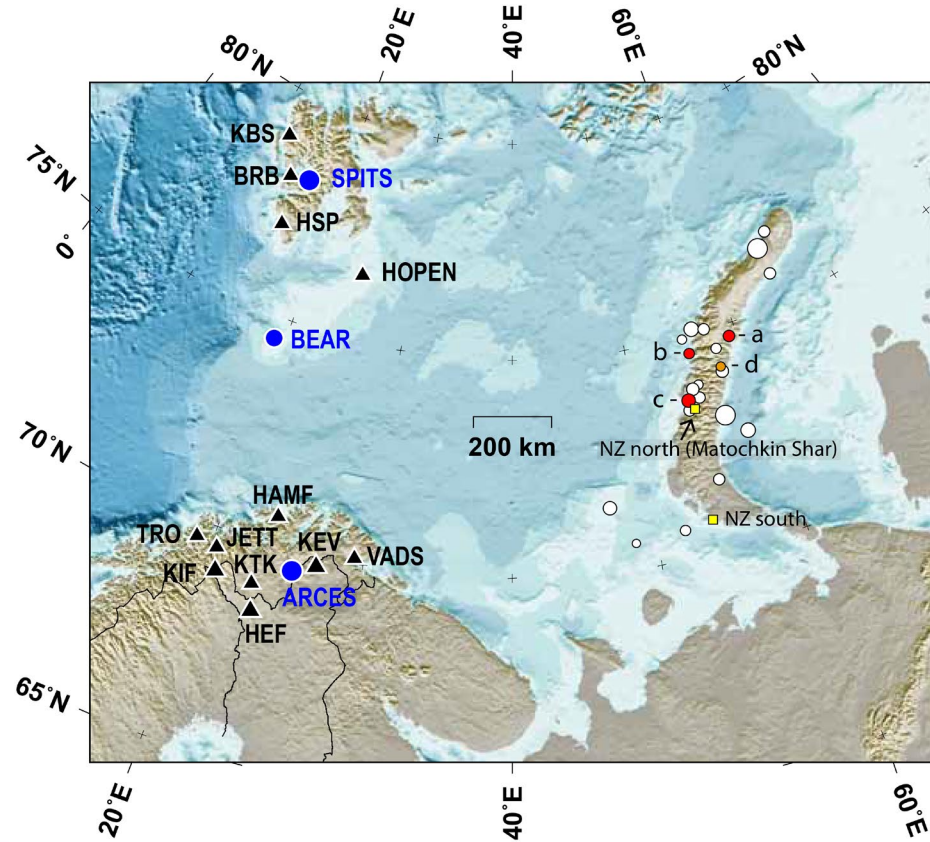 80°N
20°E
40°E
60°E
80°N
75°N
0°
KBS
BRB
SPITS
HSP
HOPEN
BEAR
a
b
d
c
200 km
NZ north (Matochkin Shar)
70°N
HAMF
TRO
JETT
KEV
NZ south
KIF
KTK
VADS
ARCES
HEF
65°N
20°E
40°E
60°E